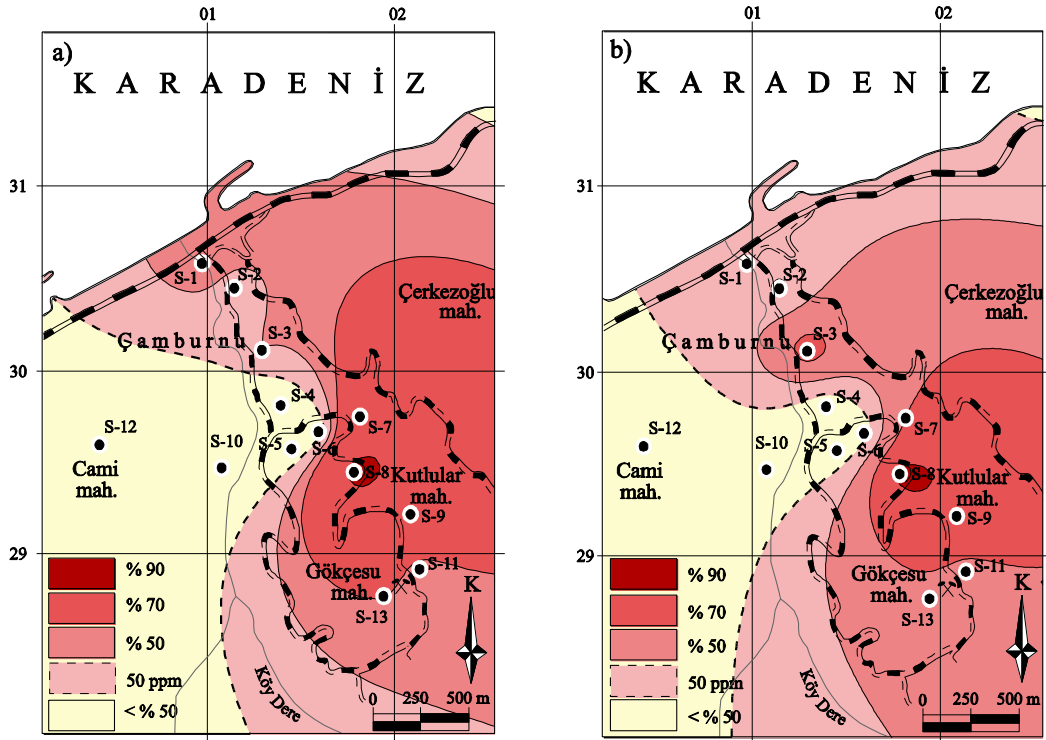 01
02
a)
K A R A D E N İ Z
31
S-1
S-2
Çerkezoğlu
mah.
Çamburnu
S-3
30
S-4
S-7
S-12
S-10
S-5
S-6
Cami
mah.
S-8
Kutlular
mah.
S-9
29
S-11
Gökçesu
mah.
S-13
K
% 90
% 70
% 50
50 ppm
< % 50
Köy Dere
0 250 500 m
01
02
b)
K A R A D E N İ Z
31
S-1
S-2
Çerkezoğlu
mah.
Çamburnu
S-3
30
S-4
S-7
S-12
S-10
S-5
S-6
Cami
mah.
S-8
Kutlular
mah.
S-9
29
S-11
Gökçesu
mah.
S-13
K
% 90
% 70
% 50
50 ppm
< % 50
Köy Dere
0 250 500 m